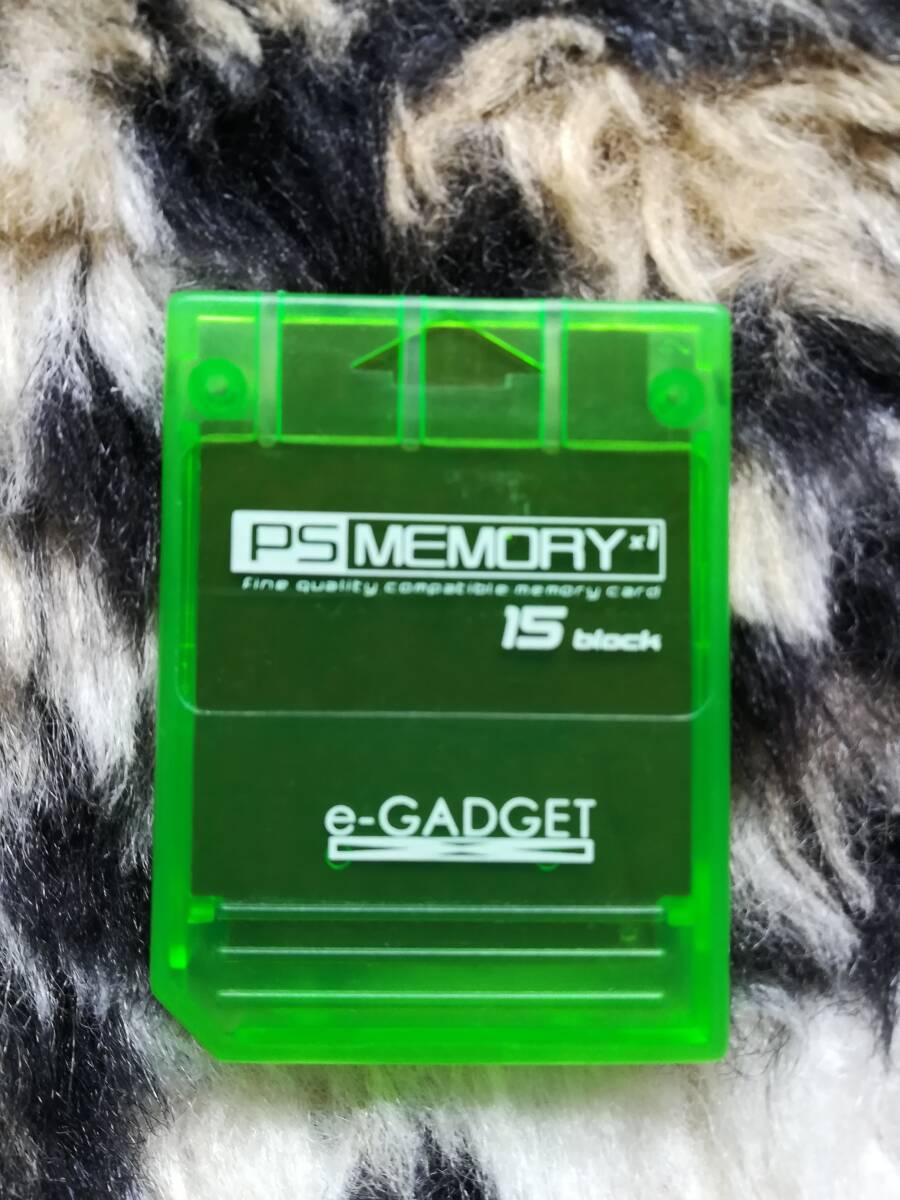 PS MEMORY x1
fine quality compatible memory card
15 block
e-GADGET